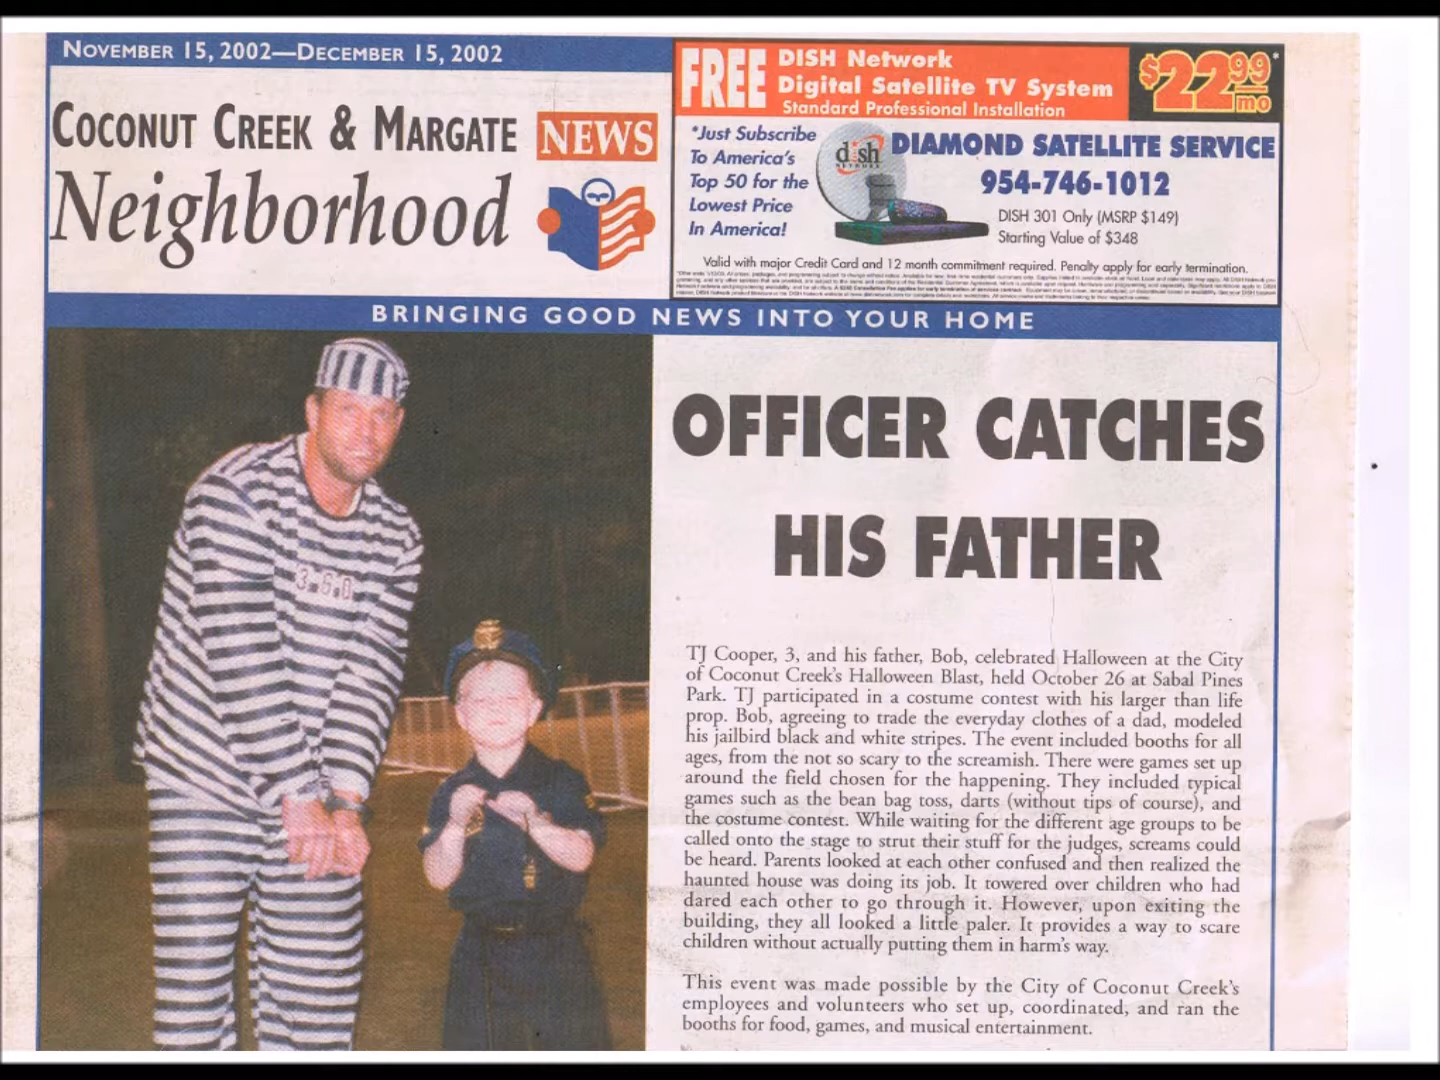 NOVEMBER 15, 2002—DECEMBER 15, 2002
COCONUT CREEK & MARGATE NEWS
Neighborhood
FREE DISH Network
Digital Satellite TV System
Standard Professional Installation
$22.99* mo
*Just Subscribe
To America's
Top 50 for the
Lowest Price
In America!
dish
NETWORK
DIAMOND SATELLITE SERVICE
954-746-1012
DISH 301 Only (MSRP $149)
Starting Value of $348
Valid with major Credit Card and 12 month commitment required. Penalty apply for early termination.
BRINGING GOOD NEWS INTO YOUR HOME
3.6.0
OFFICER CATCHES
HIS FATHER
TJ Cooper, 3, and his father, Bob, celebrated Halloween at the City
of Coconut Creek's Halloween Blast, held October 26 at Sabal Pines
Park. TJ participated in a costume contest with his larger than life
prop. Bob, agreeing to trade the everyday clothes of a dad, modeled
his jailbird black and white stripes. The event included booths for all
ages, from the not so scary to the screamish. There were games set up
around the field chosen for the happening. They included typical
games such as the bean bag toss, darts (without tips of course), and
the costume contest. While waiting for the different age groups to be
called onto the stage to strut their stuff for the judges, screams could
be heard. Parents looked at each other confused and then realized the
haunted house was doing its job. It towered over children who had
dared each other to go through it. However, upon exiting the
building, they all looked a little paler. It provides a way to scare
children without actually putting them in harm's way.
This event was made possible by the City of Coconut Creek's
employees and volunteers who set up, coordinated, and ran the
booths for food, games, and musical entertainment.